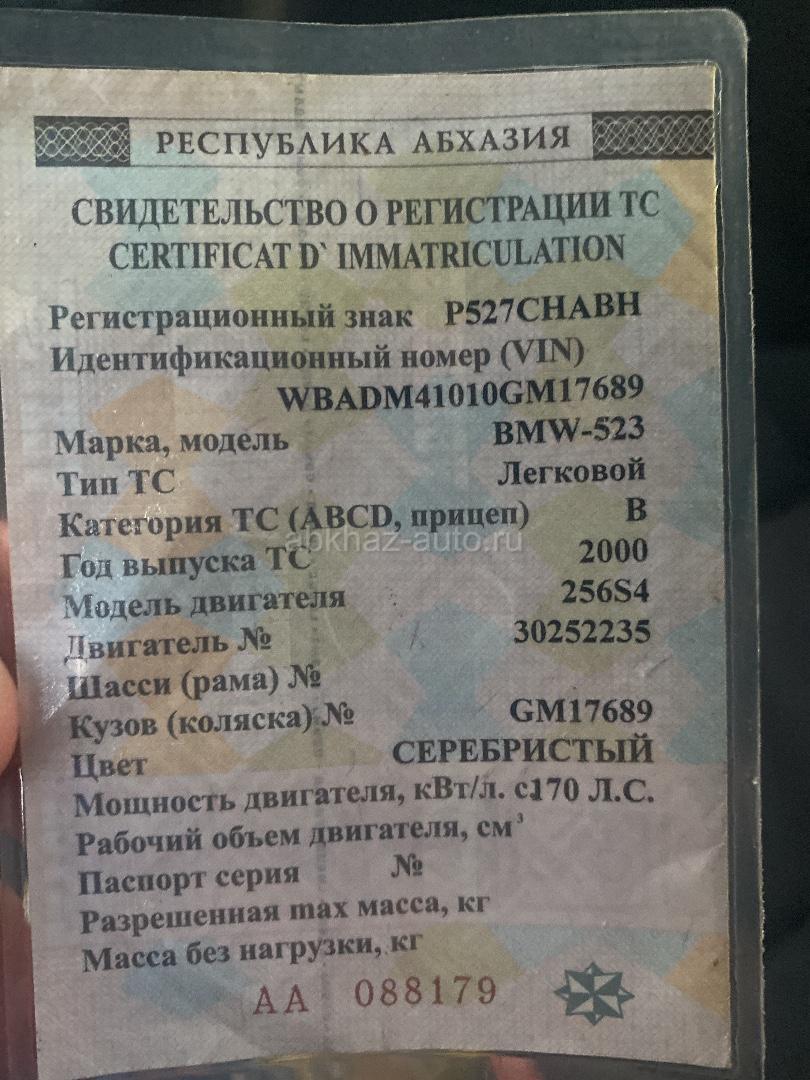 РЕСПУБЛИКА АБХАЗИЯ
СВИДЕТЕЛЬСТВО О РЕГИСТРАЦИИ ТС
CERTIFICAT D` IMMATRICULATION
Регистрационный знак Р527СНАВН
Идентификационный номер (VIN)
WBADM41010GM17689
Марка, модель BMW-523
Тип ТС Легковой
Категория ТС (ABCD, прицеп) В
abkhaz-auto.ru
Год выпуска ТС 2000
Модель двигателя 256S4
Двигатель № 30252235
Шасси (рама) №
Кузов (коляска) № GM17689
Цвет СЕРЕБРИСТЫЙ
Мощность двигателя, кВт/л. с170 Л.С.
Рабочий объем двигателя, см³
Паспорт серия №
Разрешенная max масса, кг
Масса без нагрузки, кг
АА 088179